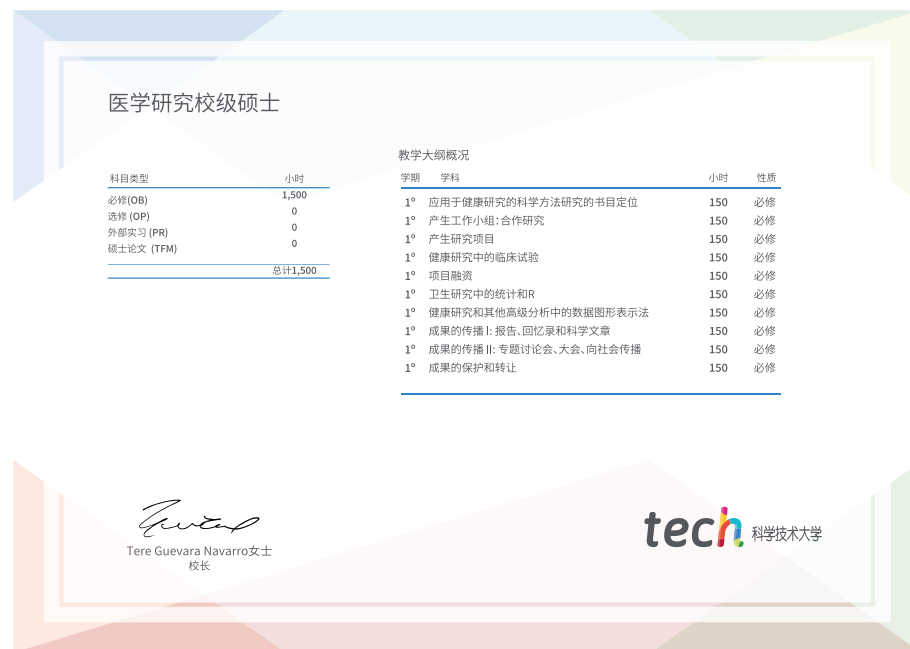 医学研究校级硕士
科目类型 小时
必修(OB) 1,500
选修 (OP) 0
外部实习 (PR) 0
硕士论文 (TFM) 0
总计1,500
教学大纲概况
学期 学科 小时 性质
1º 应用于健康研究的科学方法研究的书目定位 150 必修
1º 产生工作小组：合作研究 150 必修
1º 产生研究项目 150 必修
1º 健康研究中的临床试验 150 必修
1º 项目融资 150 必修
1º 卫生研究中的统计和R 150 必修
1º 健康研究和其他高级分析中的数据图形表示法 150 必修
1º 成果的传播 I: 报告、回忆录和科学文章 150 必修
1º 成果的传播 II: 专题讨论会、大会、向社会传播 150 必修
1º 成果的保护和转让 150 必修
Tere Guevara Navarro女士
校长
tech 科学技术大学